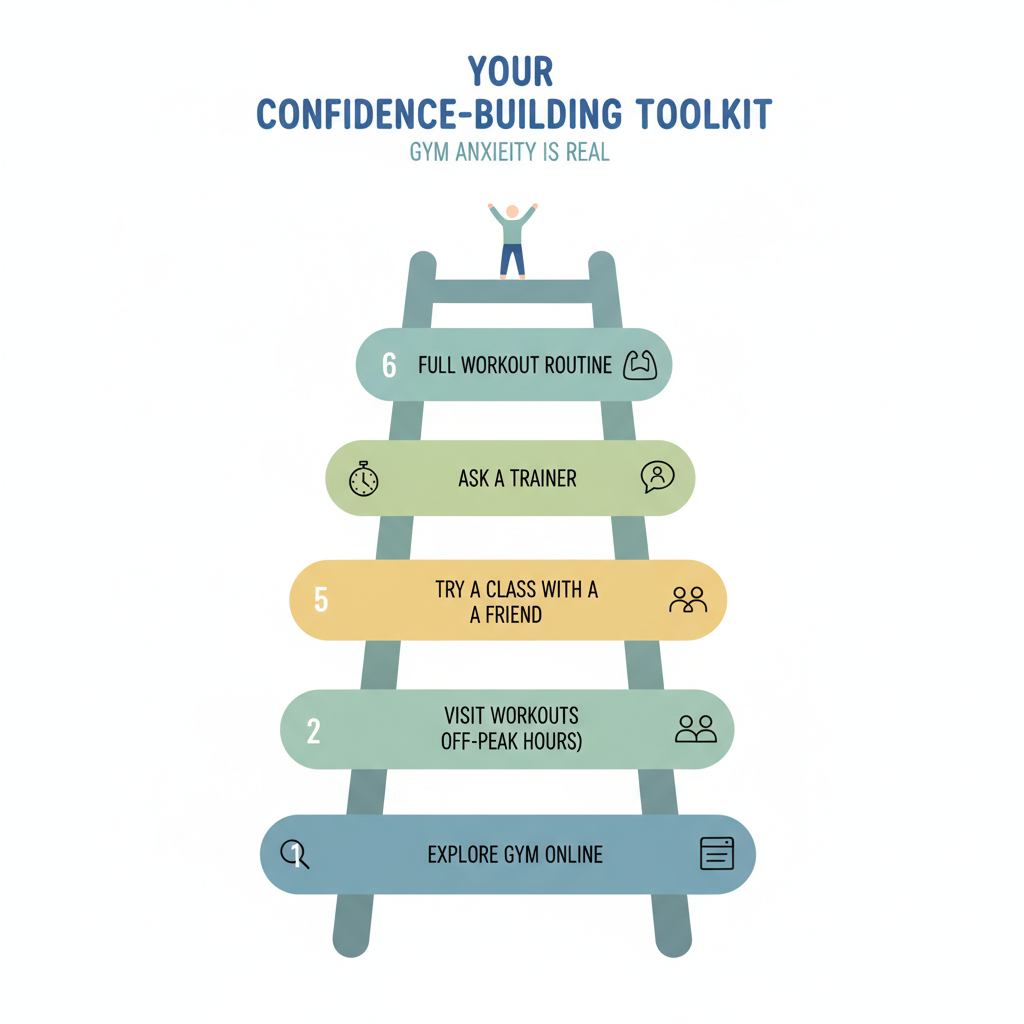 YOUR
CONFIDENCE-BUILDING TOOLKIT
GYM ANXIEITY IS REAL
6 FULL WORKOUT ROUTINE
ASK A TRAINER
5 TRY A CLASS WITH A
A FRIEND
2 VISIT WORKOUTS
OFF-PEAK HOURS)
1 EXPLORE GYM ONLINE